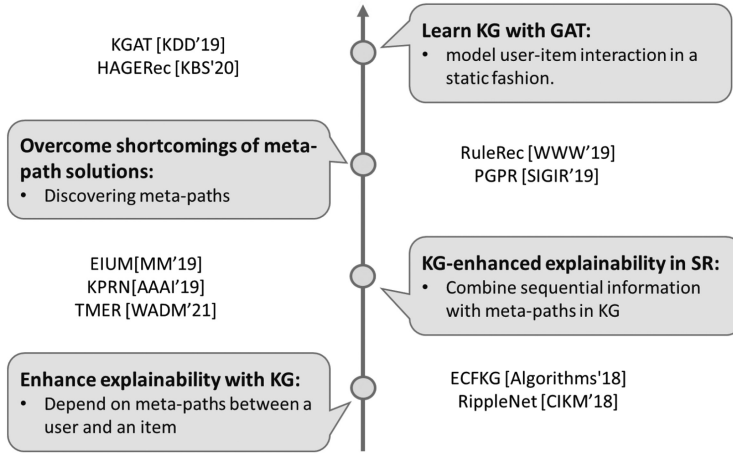 KGAT [KDD’19]
HAGERec [KBS'20]
Learn KG with GAT:
• model user-item interaction in a
static fashion.
Overcome shortcomings of meta-
path solutions:
• Discovering meta-paths
RuleRec [WWW’19]
PGPR [SIGIR’19]
EIUM[MM’19]
KPRN[AAAI’19]
TMER [WADM’21]
KG-enhanced explainability in SR:
• Combine sequential information
with meta-paths in KG
Enhance explainability with KG:
• Depend on meta-paths between a
user and an item
ECFKG [Algorithms'18]
RippleNet [CIKM’18]